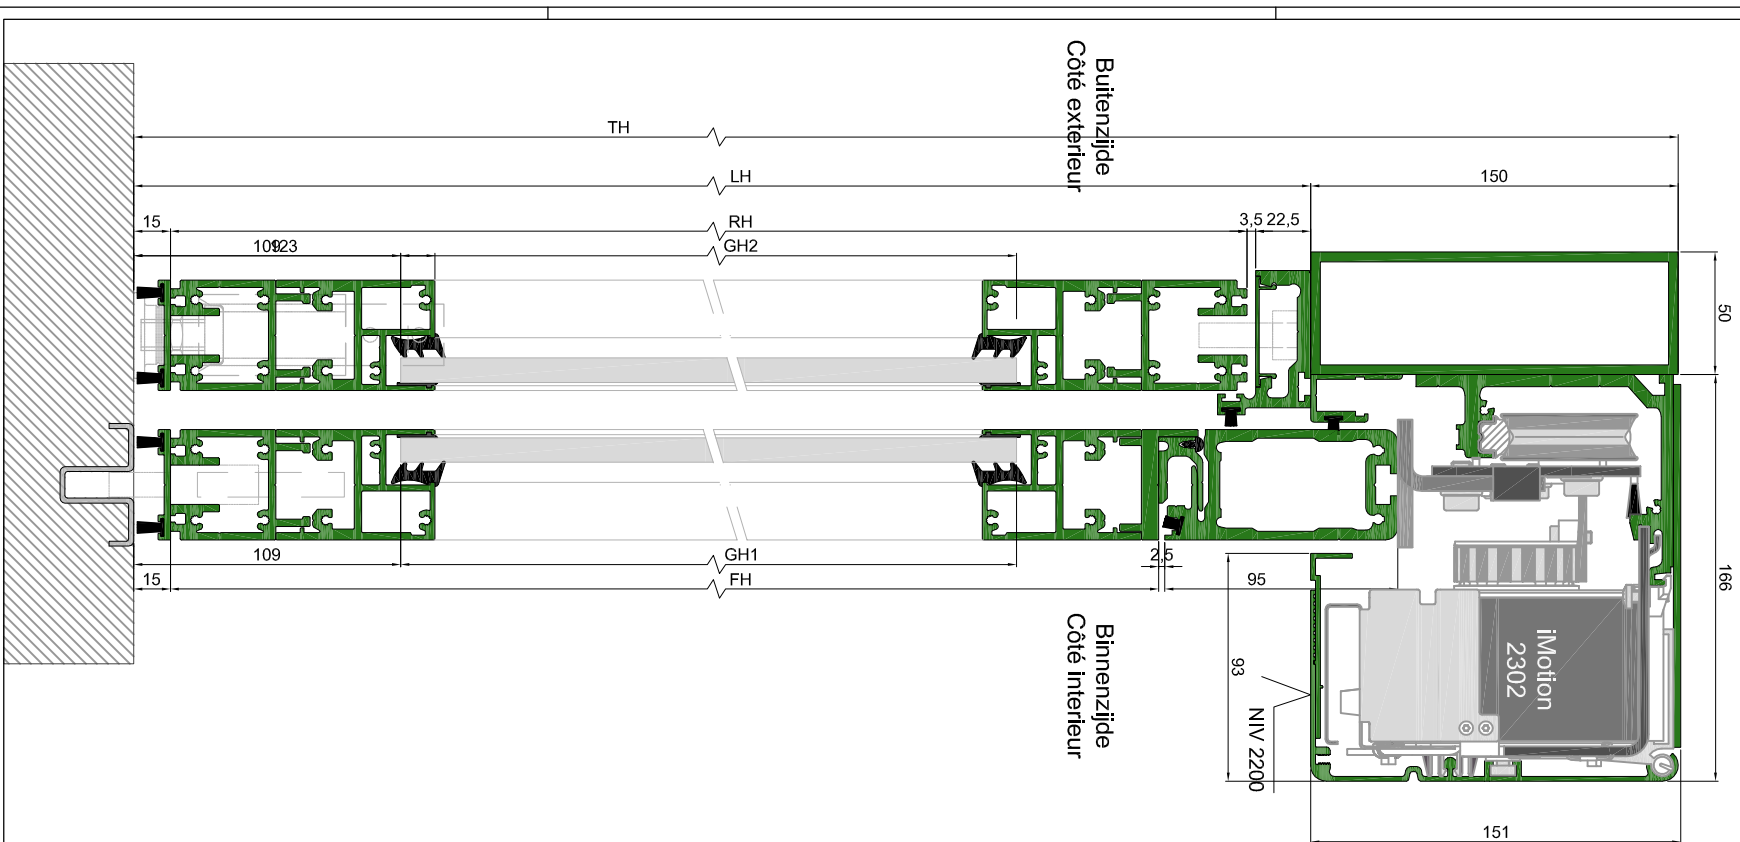 Buitenzijde
Côté exterieur
TH
LH
150
15
RH
3,5
22,5
109
123
GH2
50
109
GH1
2,5
15
FH
95
166
Binnenzijde
Côté interieur
93
NIV 2200
iMotion
2302
151